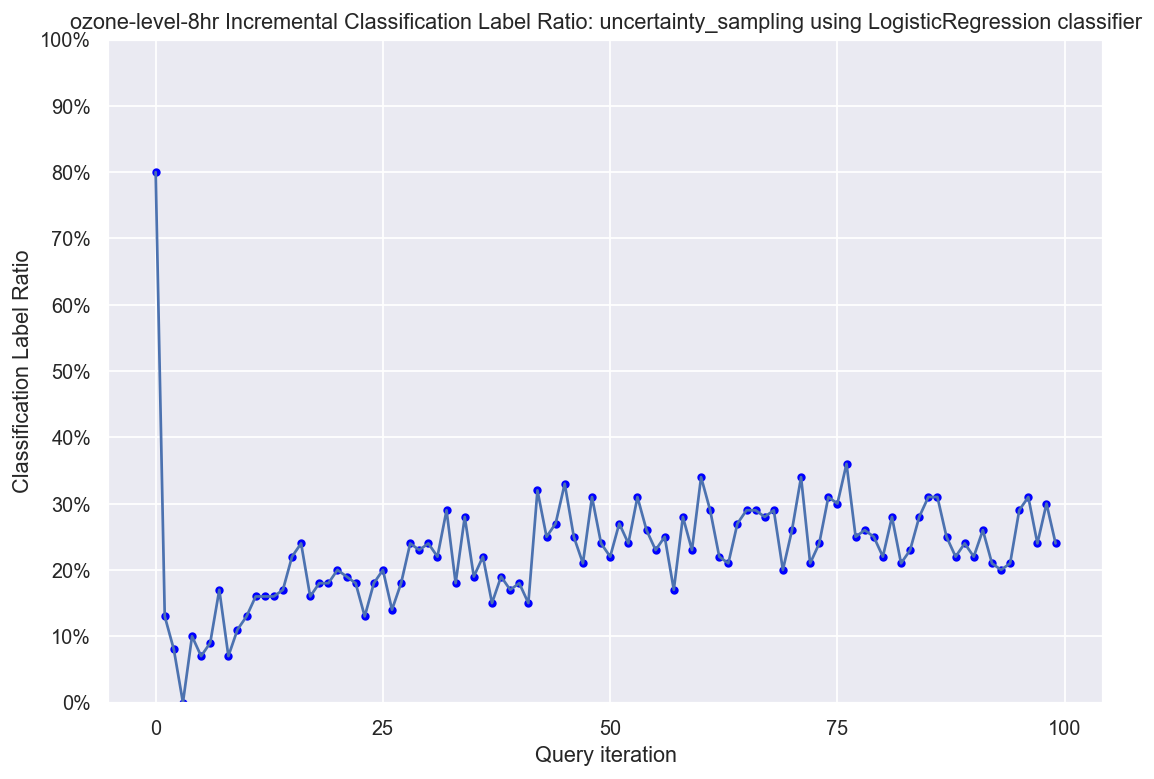 ozone-level-8hr Incremental Classification Label Ratio: uncertainty_sampling using LogisticRegression classifier
100%
90%
80%
70%
60%
50%
40%
30%
20%
10%
0%
Classification Label Ratio
0 25 50 75 100
Query iteration